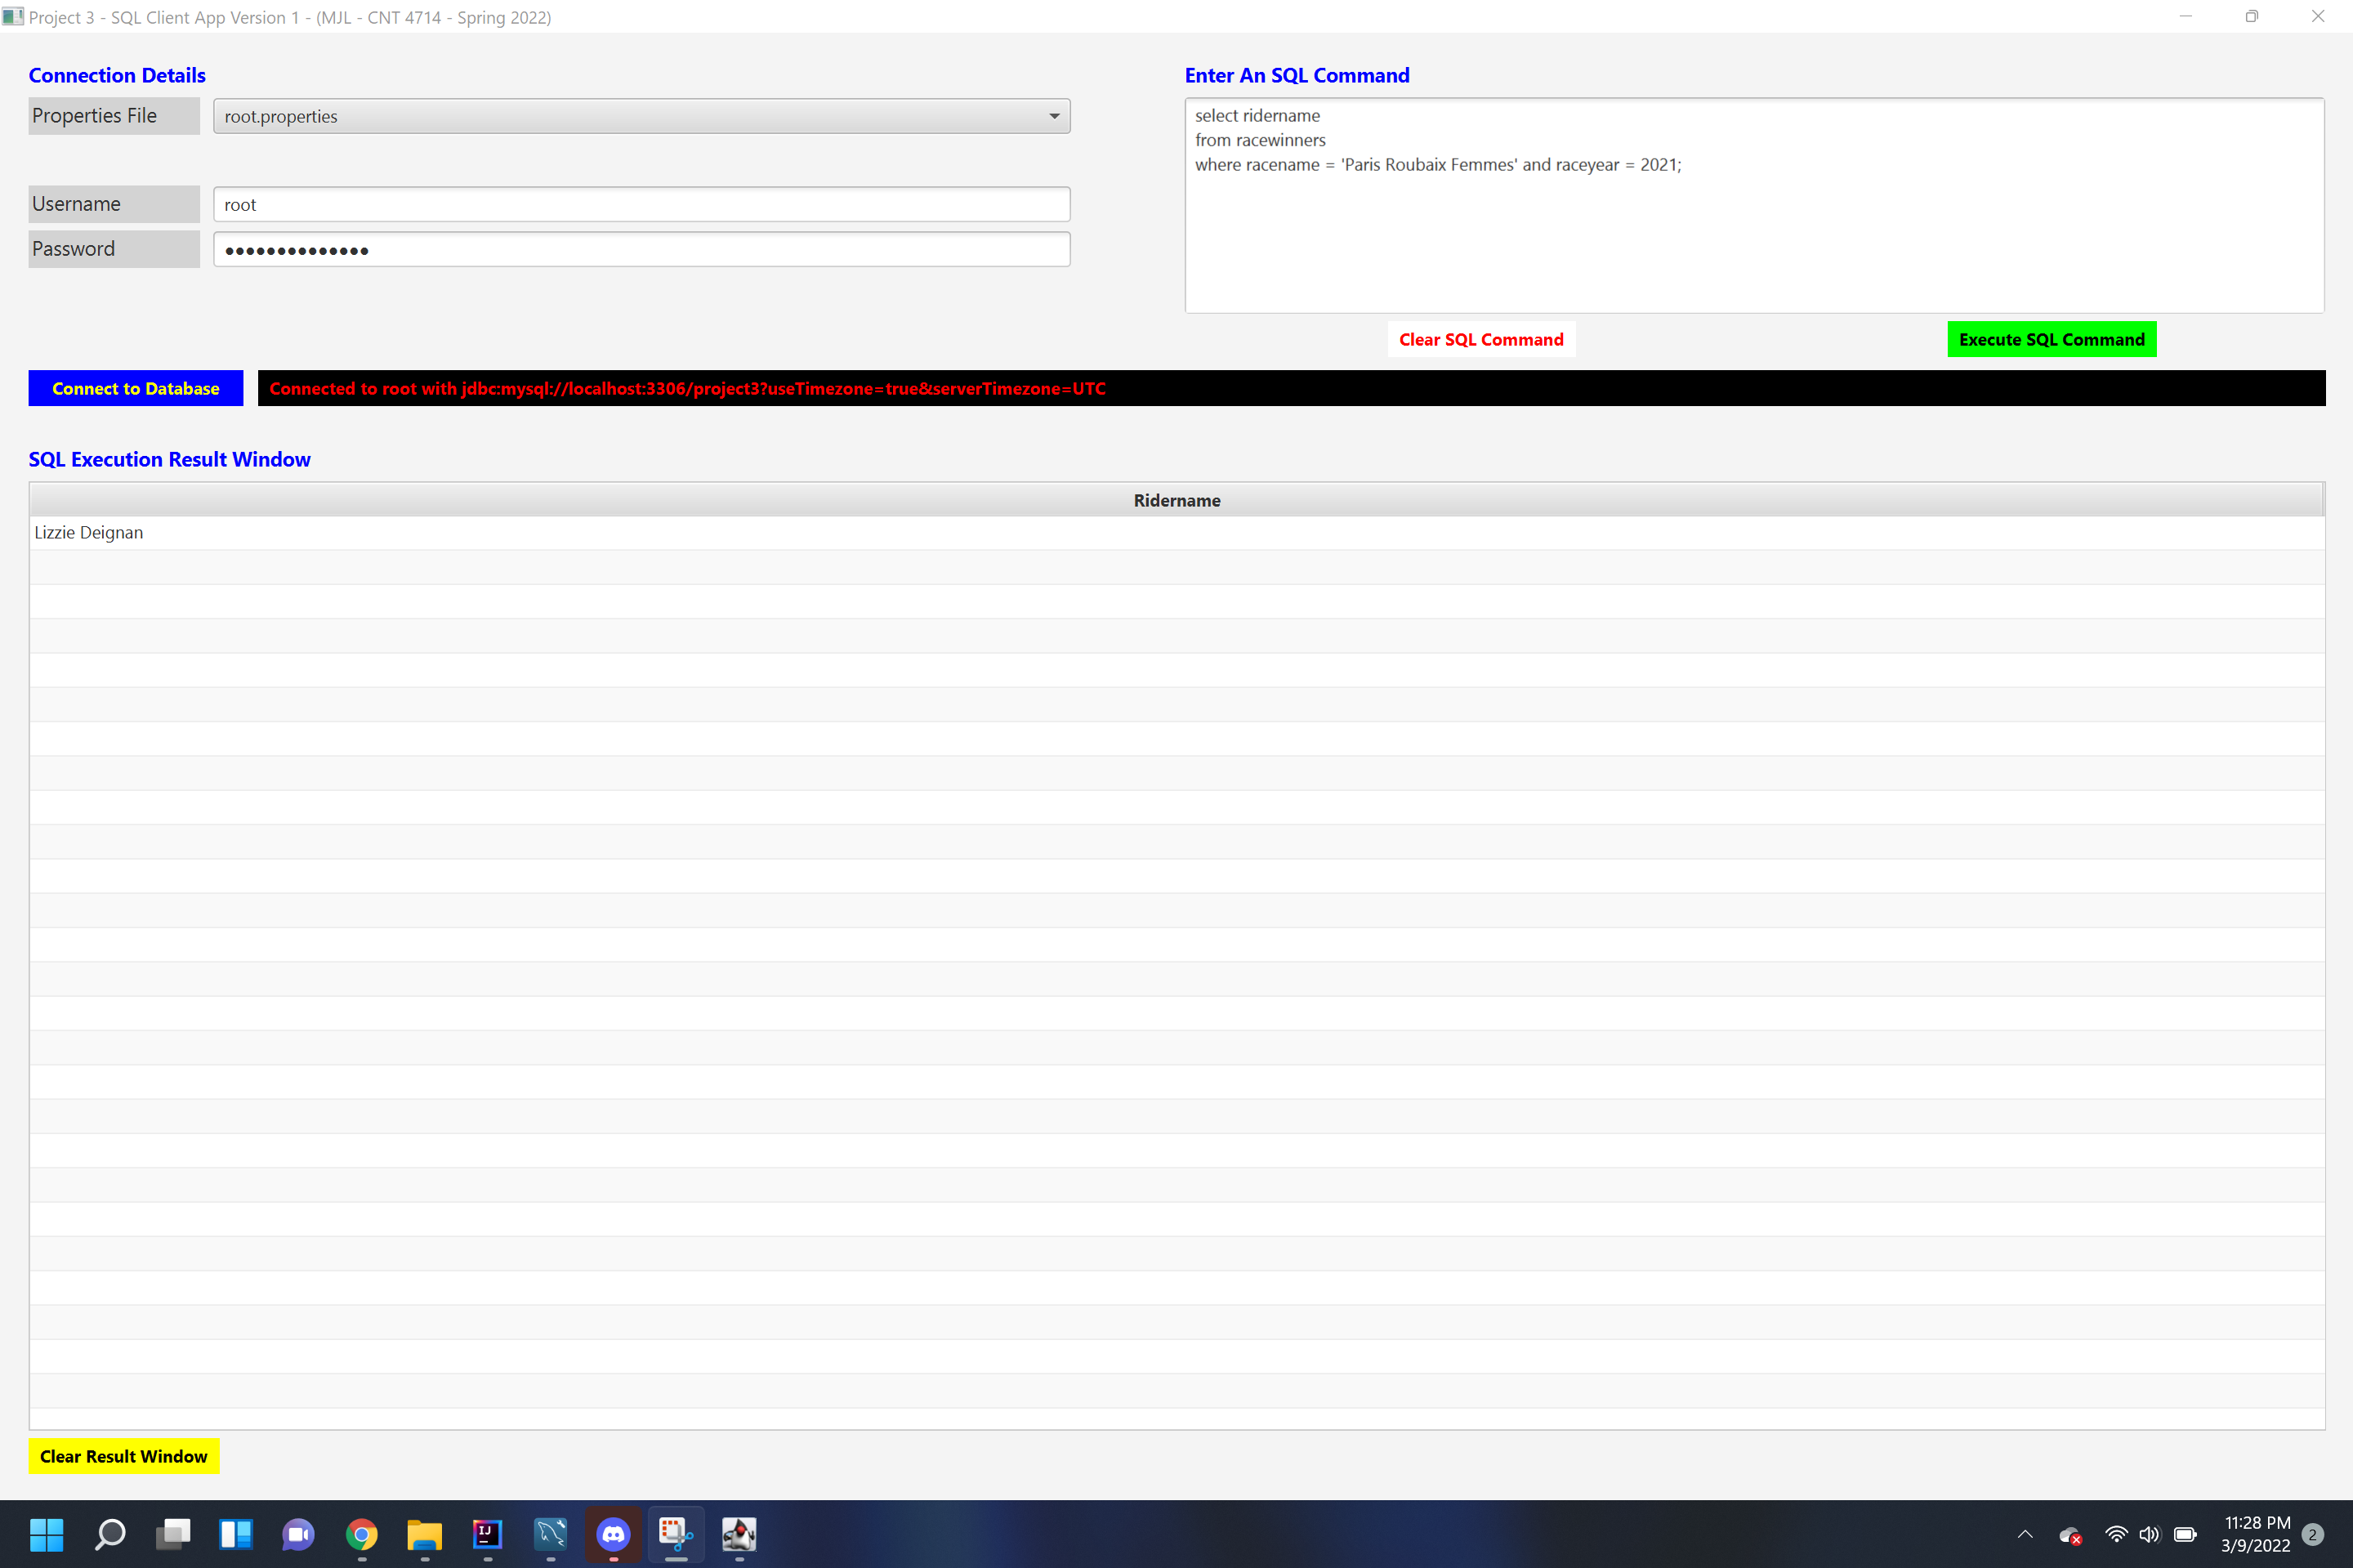 Project 3 - SQL Client App Version 1 - (MJL - CNT 4714 - Spring 2022)
Connection Details
Properties File
root.properties
Username
root
Password
••••••••••••••
Enter An SQL Command
select ridername
from racewinners
where racename = 'Paris Roubaix Femmes' and raceyear = 2021;
Clear SQL Command
Execute SQL Command
Connect to Database
Connected to root with jdbc:mysql://localhost:3306/project3?useTimezone=true&serverTimezone=UTC
SQL Execution Result Window
Ridername
Lizzie Deignan
Clear Result Window
IJ
11:28 PM
3/9/2022
2